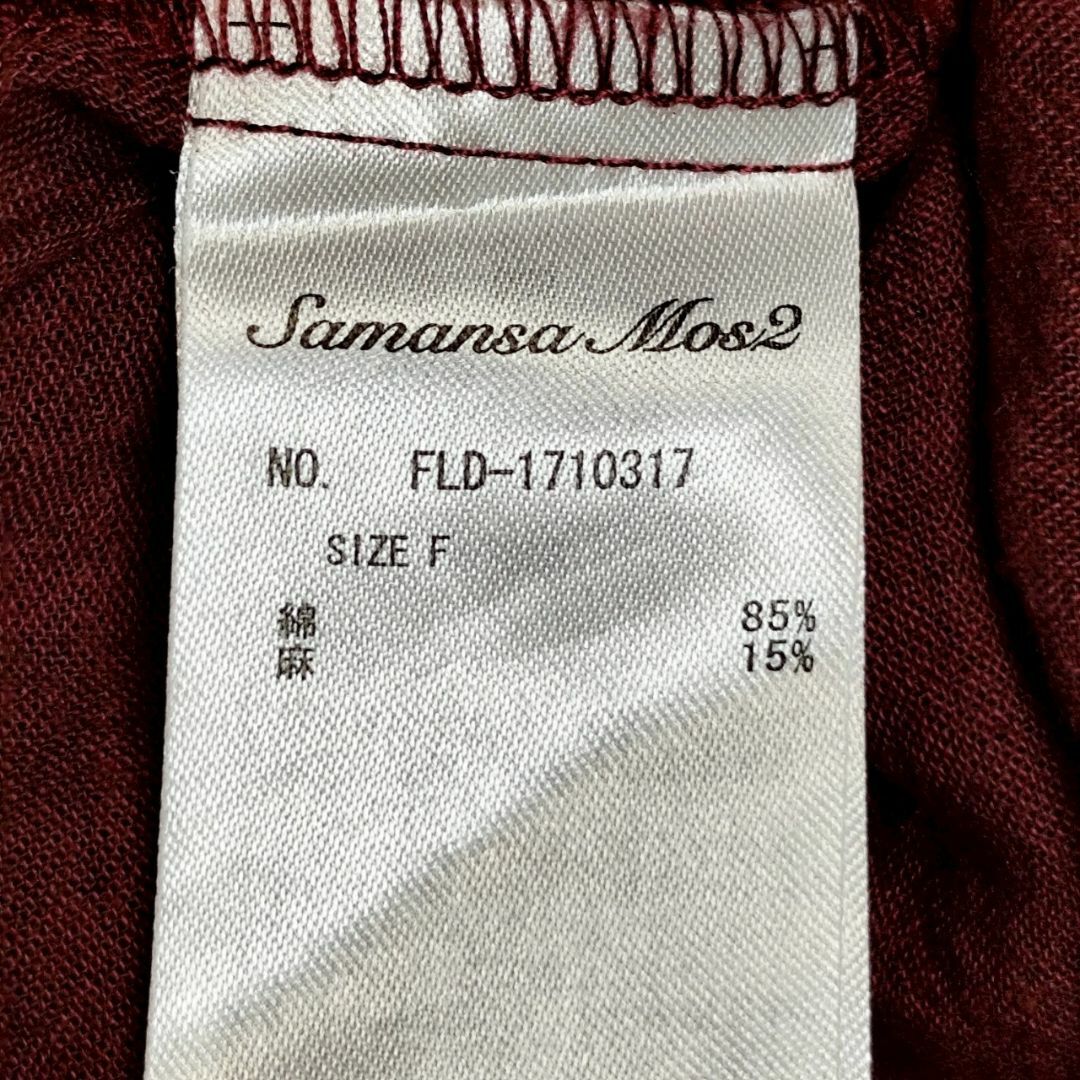 Samansa Mos2
NO. FLD-1710317
SIZE F
綿 85%
麻 15%